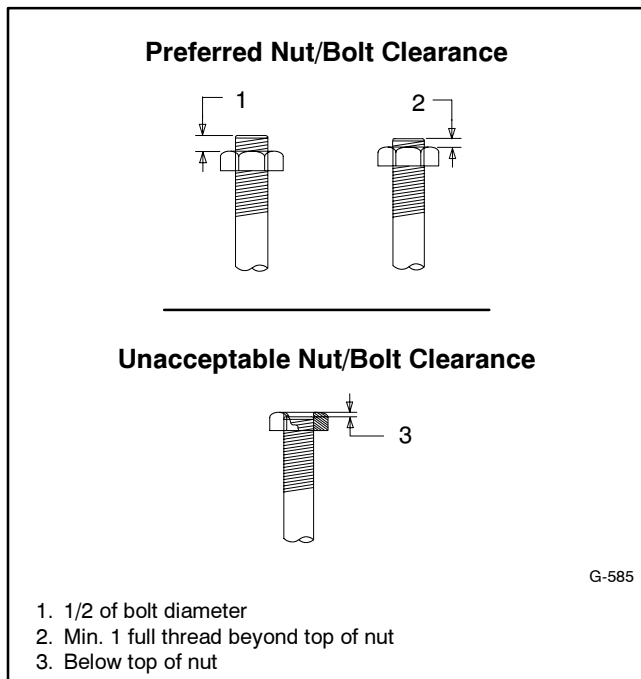 Preferred Nut/Bolt Clearance
1
2
Unacceptable Nut/Bolt Clearance
3
G-585
1. 1/2 of bolt diameter
2. Min. 1 full thread beyond top of nut
3. Below top of nut